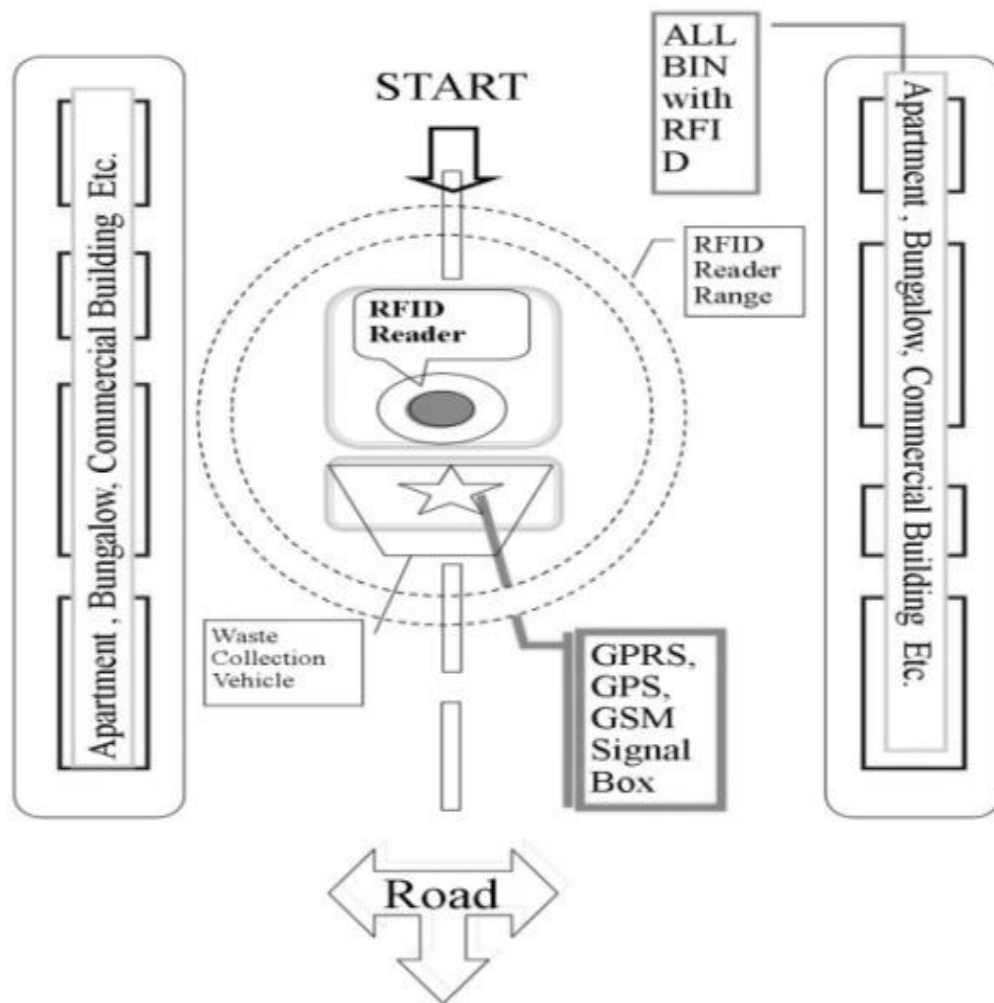 START
ALL
BIN
with
RFI
D
RFID
Reader
Range
RFID
Reader
Apartment , Bungalow, Commercial Building Etc.
Apartment , Bungalow, Commercial Building Etc.
Waste
Collection
Vehicle
GPRS,
GPS,
GSM
Signal
Box
Road